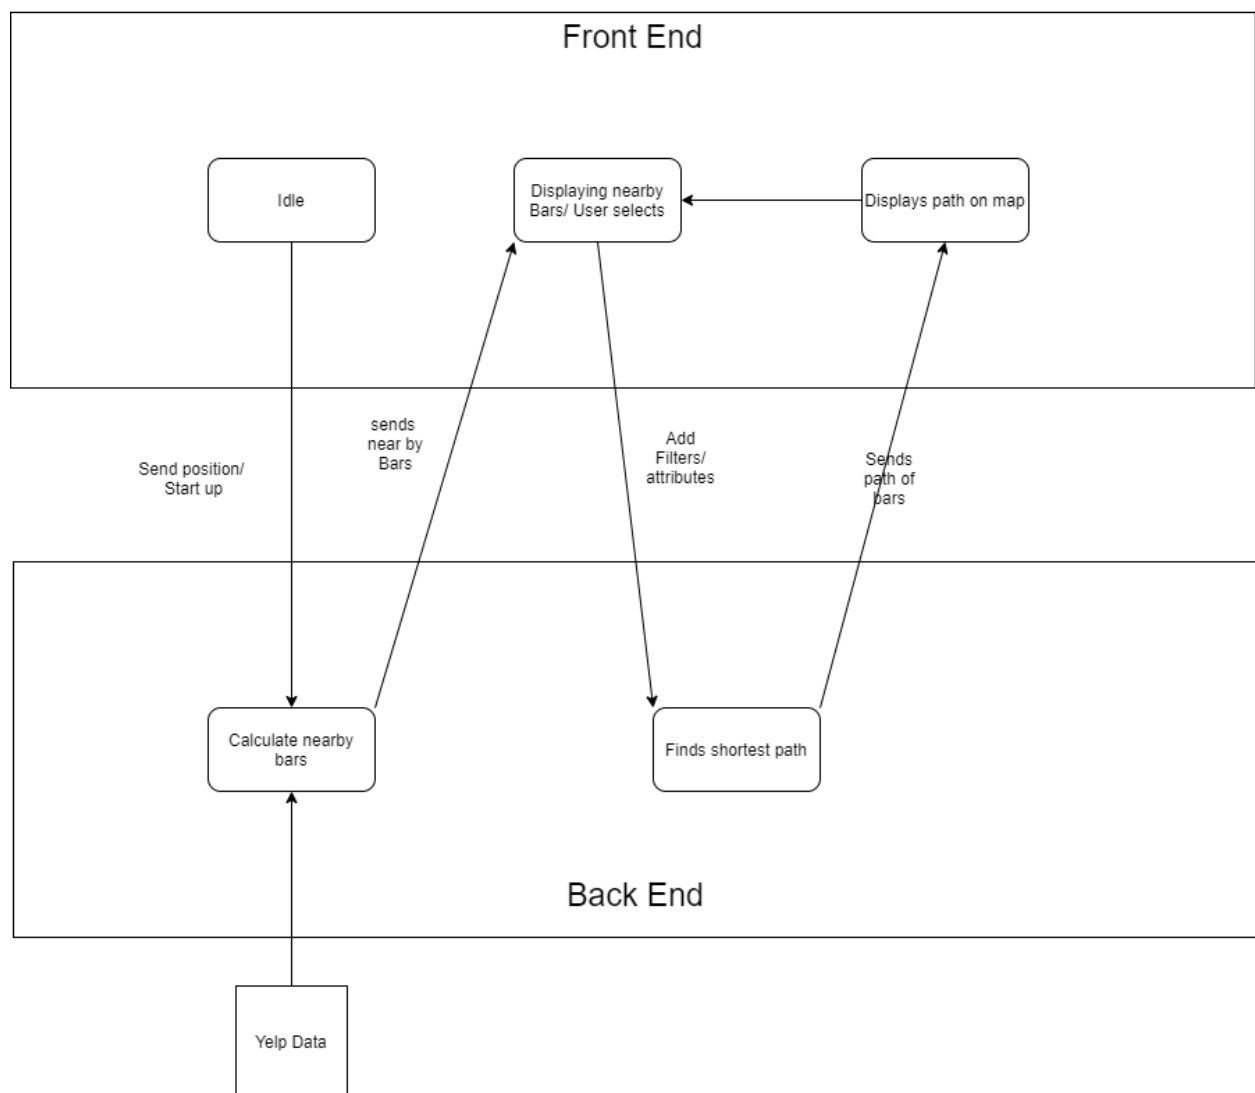 Front End
Idle
Displaying nearby
Bars/ User selects
Displays path on map
sends
near by
Bars
Send position/
Start up
Add
Filters/
attributes
Sends
path of
bars
Calculate nearby
bars
Finds shortest path
Back End
Yelp Data